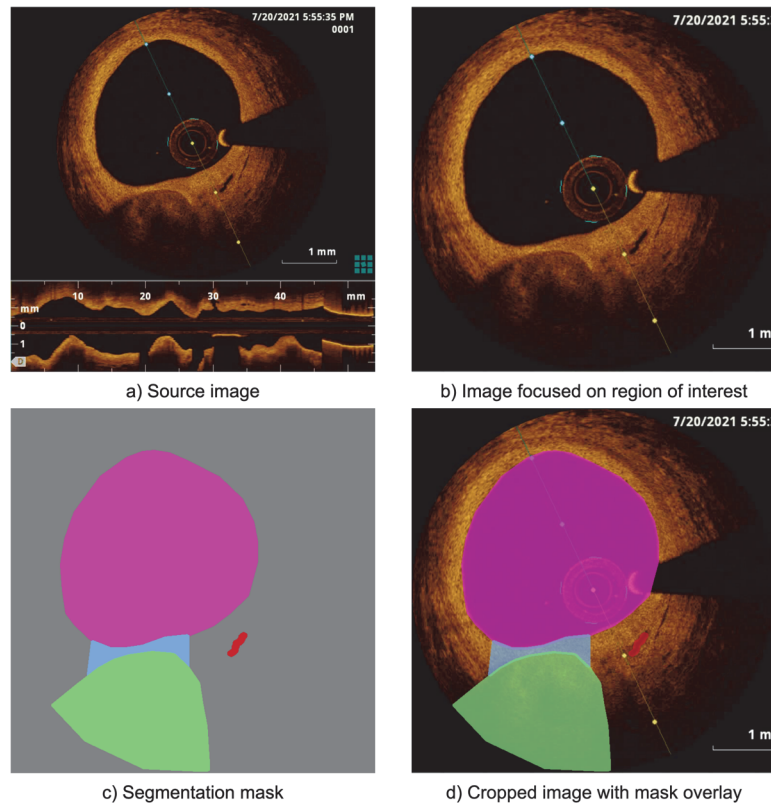 7/20/2021 5:55:35 PM
0001
1 mm
10 20 30 40 mm
mm
0
1
D
a) Source image
7/20/2021 5:55:
1 m
b) Image focused on region of interest
c) Segmentation mask
7/20/2021 5:55:
1 m
d) Cropped image with mask overlay